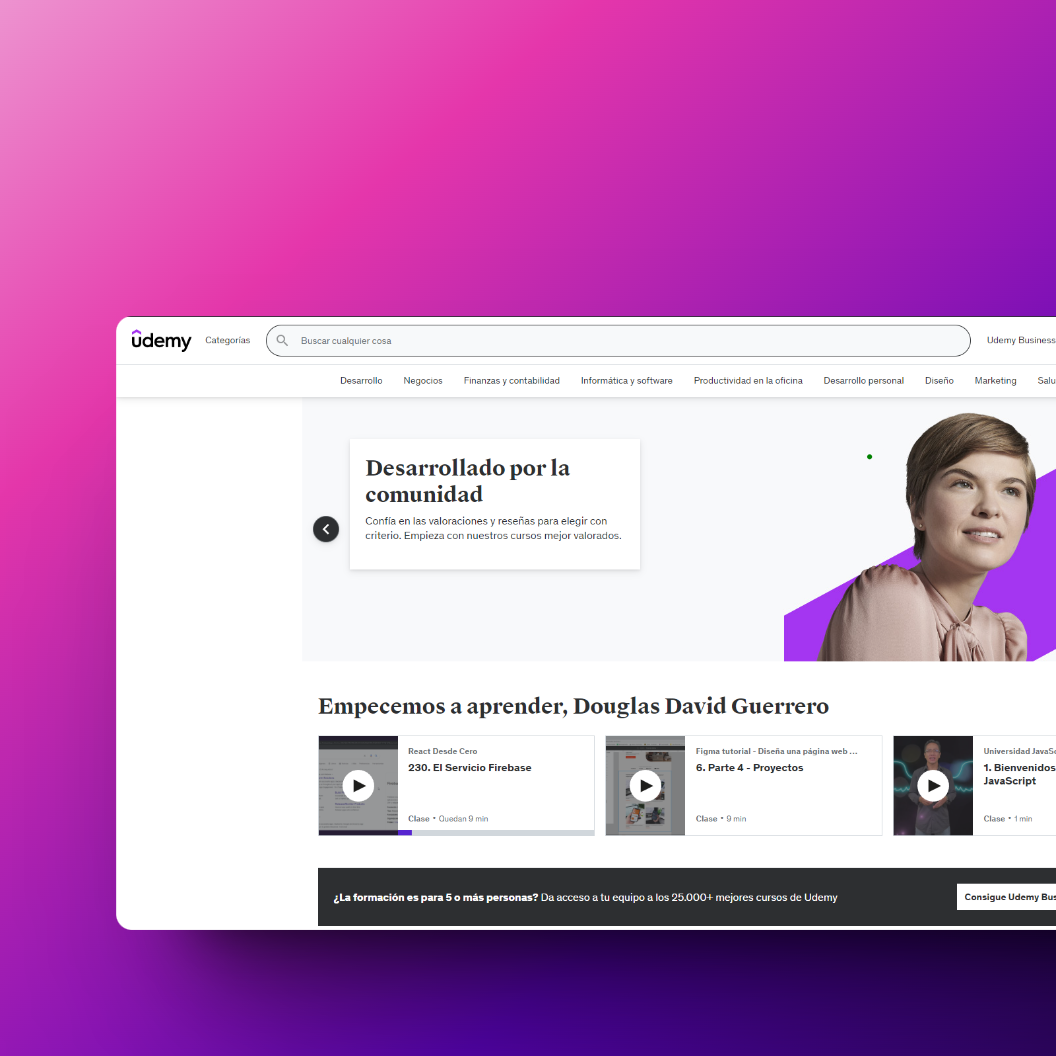 udemy Categorías Buscar cualquier cosa Udemy Business
Desarrollo Negocios Finanzas y contabilidad Informática y software Productividad en la oficina Desarrollo personal Diseño Marketing Salu
Desarrollado por la
comunidad
Confía en las valoraciones y reseñas para elegir con
criterio. Empieza con nuestros cursos mejor valorados.
Empecemos a aprender, Douglas David Guerrero
React Desde Cero
230. El Servicio Firebase
Clase • Quedan 9 min
Figma tutorial - Diseña una página web ...
6. Parte 4 - Proyectos
Clase • 9 min
Universidad JavaSc
1. Bienvenidos
JavaScript
Clase • 1 min
¿La formación es para 5 o más personas? Da acceso a tu equipo a los 25.000+ mejores cursos de Udemy
Consigue Udemy Bus